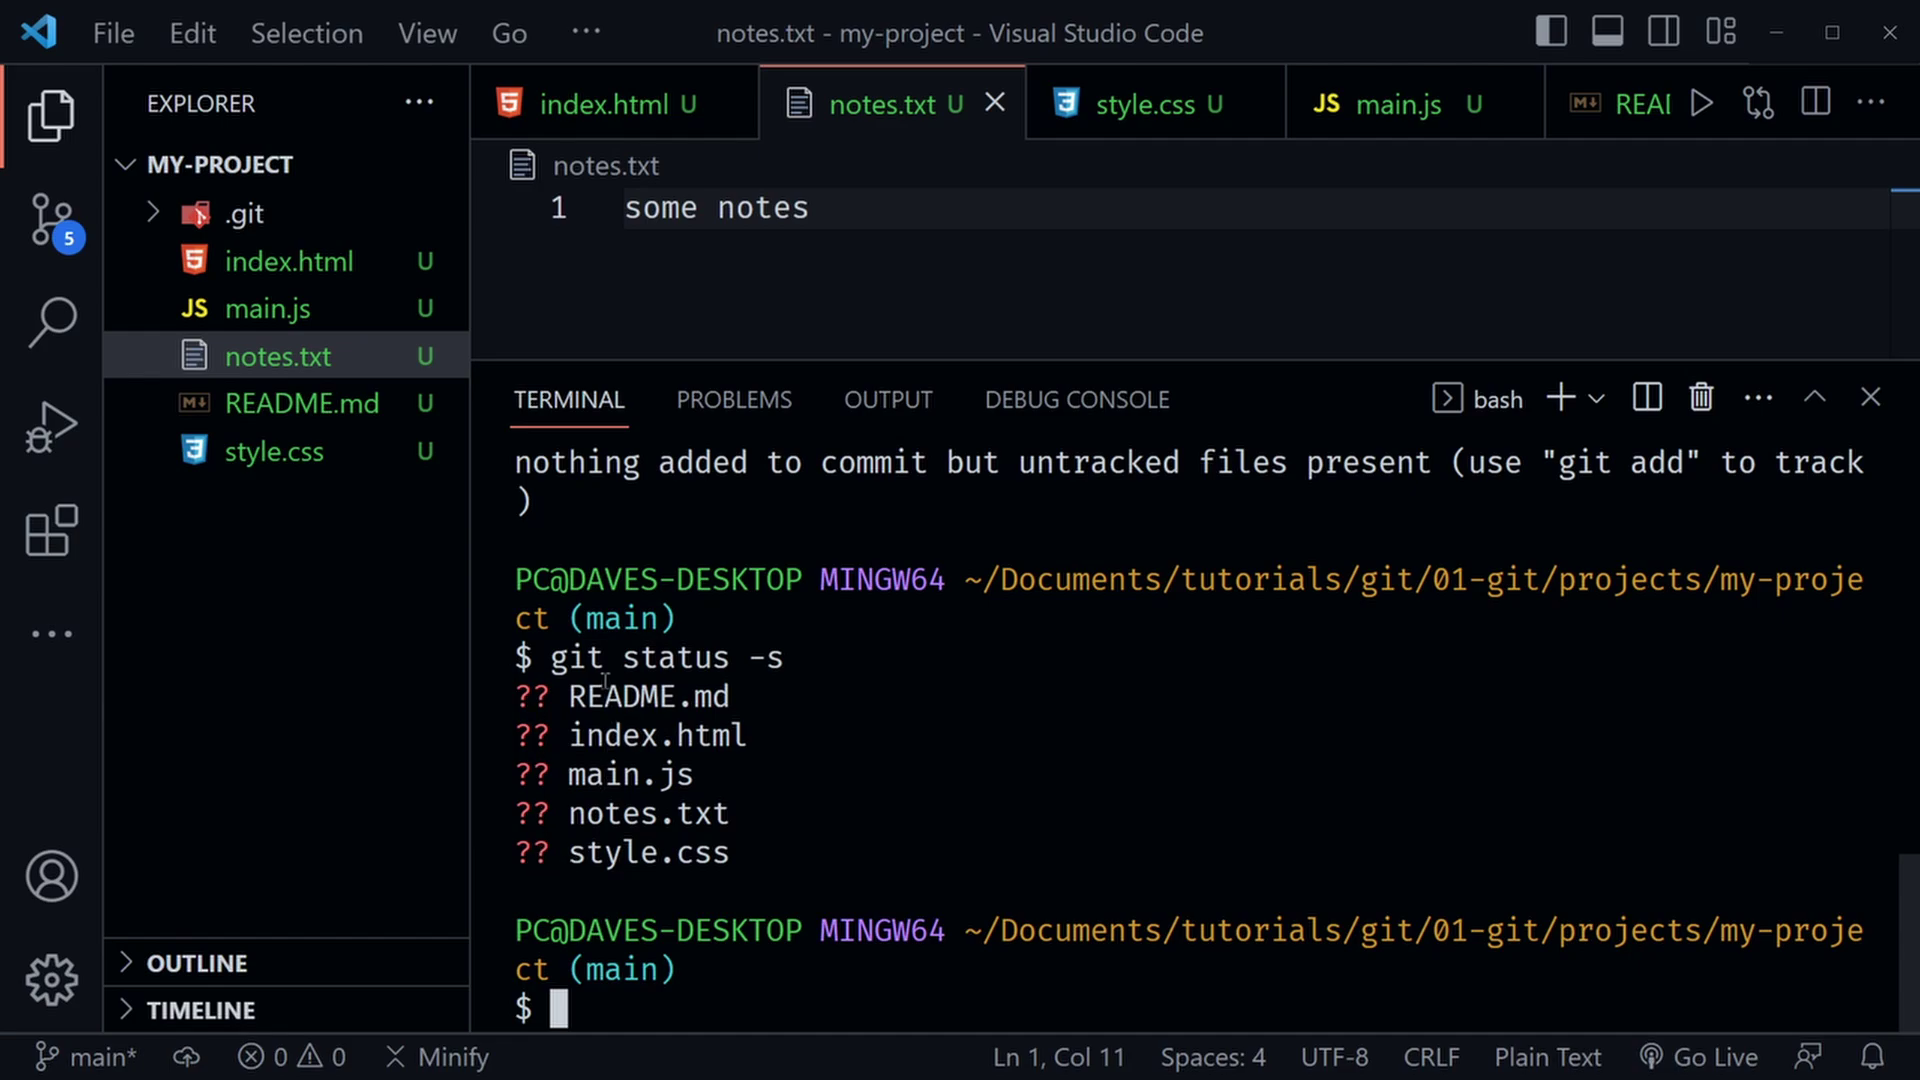 File Edit Selection View Go ··· notes.txt - my-project - Visual Studio Code
EXPLORER ···
index.html U
notes.txt U
style.css U
JS main.js U
REAI
MY-PROJECT
.git
index.html U
JS main.js U
notes.txt U
README.md U
style.css U
5
OUTLINE
TIMELINE
notes.txt
1 some notes
TERMINAL PROBLEMS OUTPUT DEBUG CONSOLE bash
nothing added to commit but untracked files present (use "git add" to track
)
PC@DAVES-DESKTOP MINGW64 ~/Documents/tutorials/git/01-git/projects/my-proje
ct (main)
$ git status -s
?? README.md
?? index.html
?? main.js
?? notes.txt
?? style.css
PC@DAVES-DESKTOP MINGW64 ~/Documents/tutorials/git/01-git/projects/my-proje
ct (main)
$
main* 0 0 Minify Ln 1, Col 11 Spaces: 4 UTF-8 CRLF Plain Text Go Live